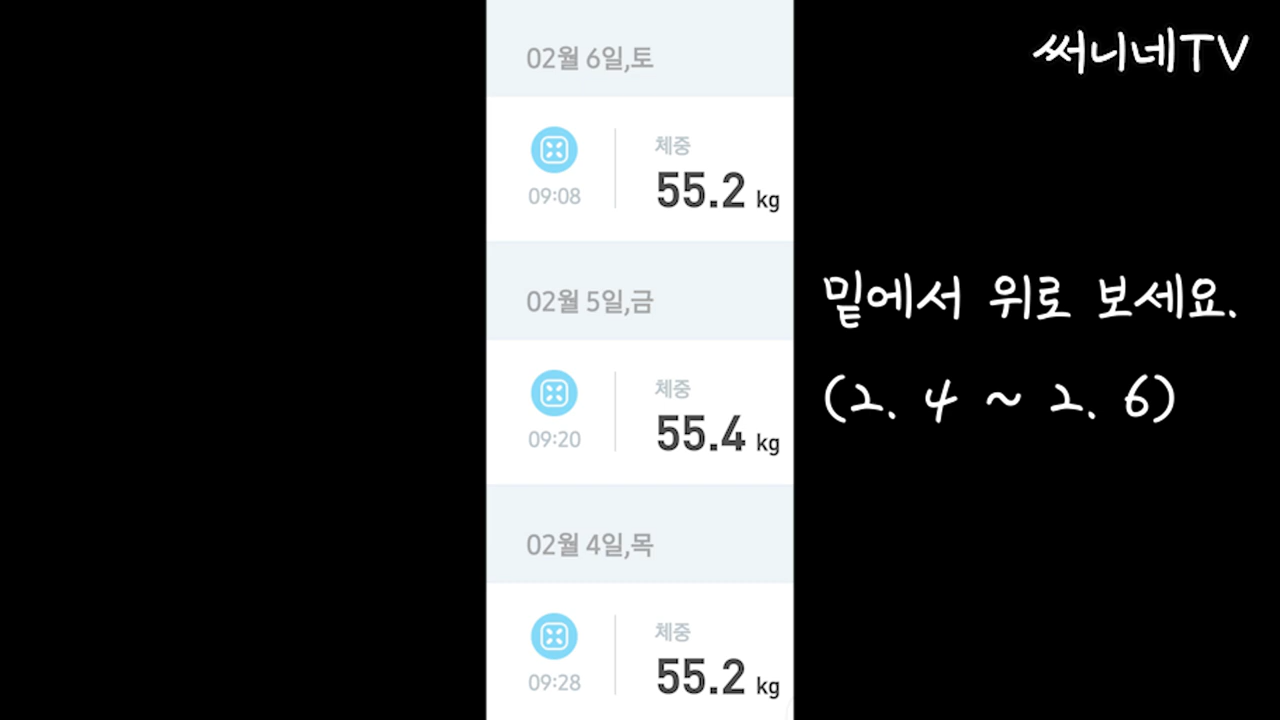 써니네TV
02월 6일,토
체중
09:08
55.2 kg
02월 5일,금
체중
09:20
55.4 kg
02월 4일,목
체중
09:28
55.2 kg
밑에서 위로 보세요.
(2. 4 ~ 2. 6)